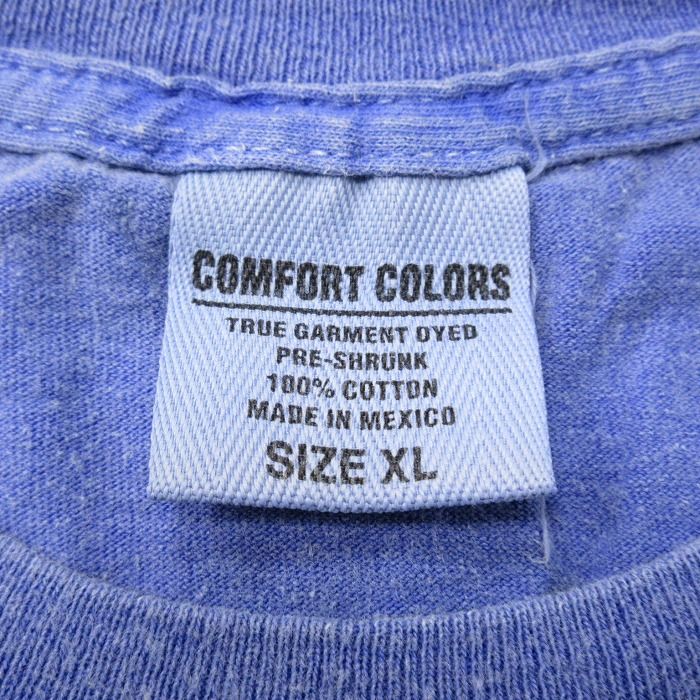 COMFORT COLORS
TRUE GARMENT DYED
PRE-SHRUNK
100% COTTON
MADE IN MEXICO
SIZE XL